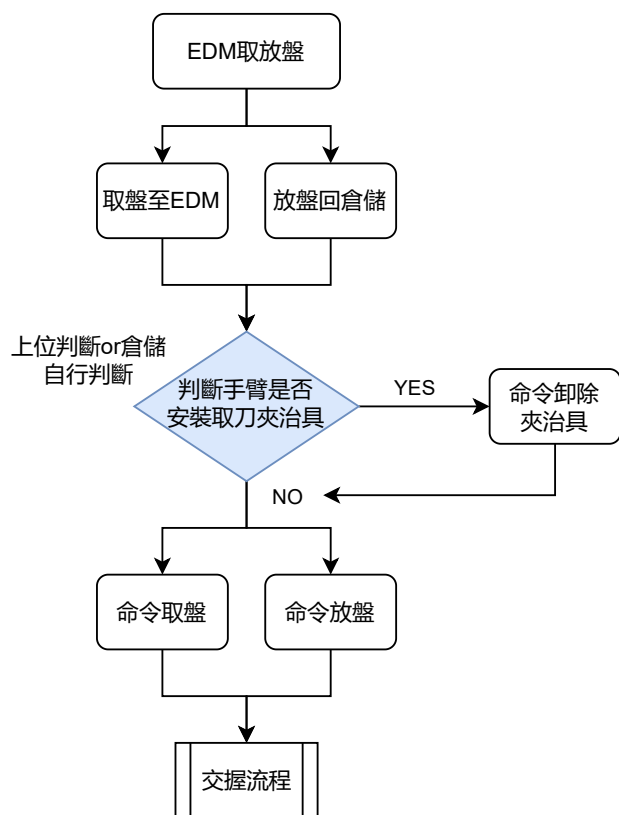 EDM取放盤
取盤至EDM
放盤回倉儲
上位判斷or倉儲
自行判斷
判斷手臂是否
安裝取刀夾治具
YES
命令卸除
夾治具
NO
命令取盤
命令放盤
交握流程